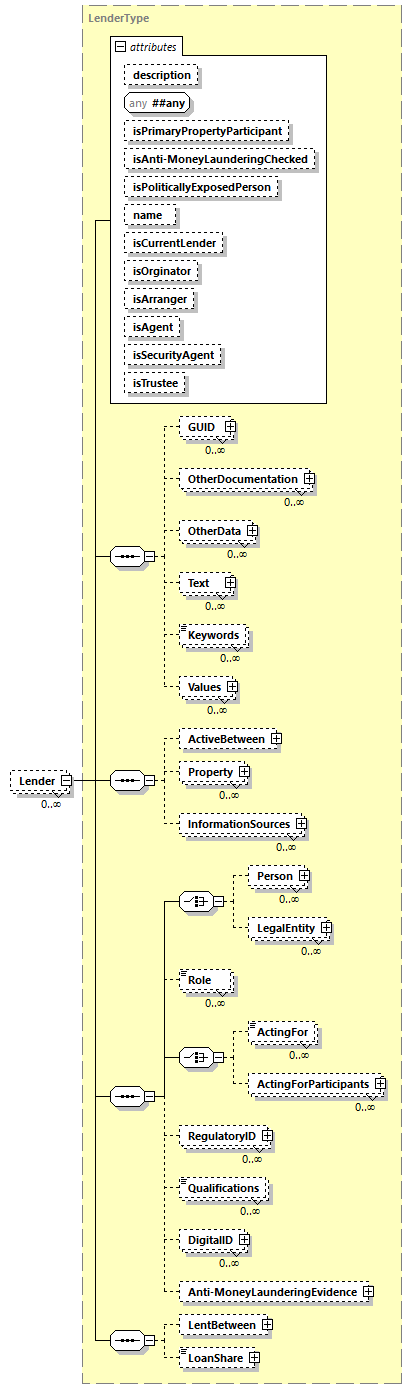 LenderType
attributes
description
any ##any
isPrimaryPropertyParticipant
isAnti-MoneyLaunderingChecked
isPoliticallyExposedPerson
name
isCurrentLender
isOrginator
isArranger
isAgent
isSecurityAgent
isTrustee
GUID
0..∞
OtherDocumentation
0..∞
OtherData
0..∞
Text
0..∞
Keywords
0..∞
Values
0..∞
ActiveBetween
Lender
0..∞
Property
0..∞
InformationSources
0..∞
Person
0..∞
LegalEntity
0..∞
Role
0..∞
ActingFor
0..∞
ActingForParticipants
0..∞
RegulatoryID
0..∞
Qualifications
0..∞
DigitalID
0..∞
Anti-MoneyLaunderingEvidence
LentBetween
LoanShare